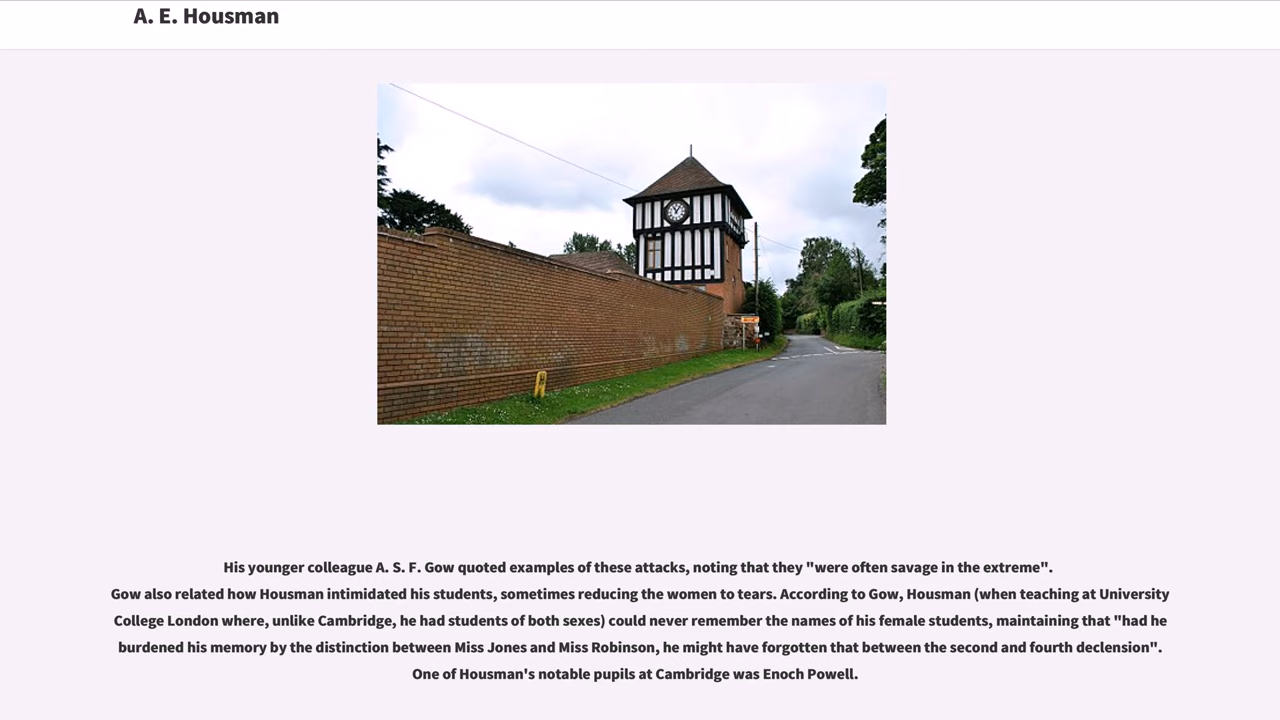 A. E. Housman
His younger colleague A. S. F. Gow quoted examples of these attacks, noting that they "were often savage in the extreme".
Gow also related how Housman intimidated his students, sometimes reducing the women to tears. According to Gow, Housman (when teaching at University
College London where, unlike Cambridge, he had students of both sexes) could never remember the names of his female students, maintaining that "had he
burdened his memory by the distinction between Miss Jones and Miss Robinson, he might have forgotten that between the second and fourth declension".
One of Housman's notable pupils at Cambridge was Enoch Powell.